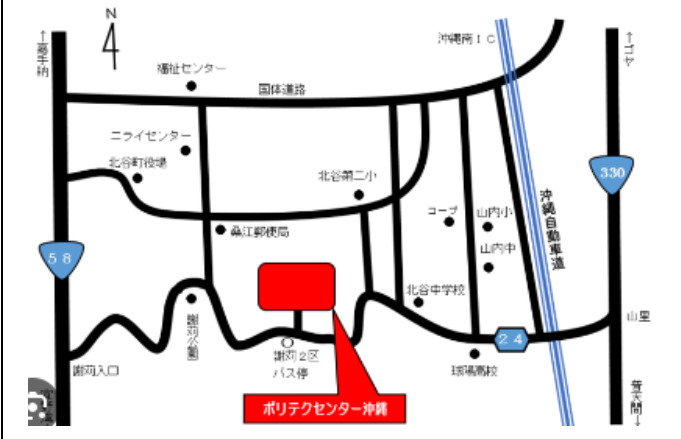 N
沖縄南IC
←嘉手納
←ゴヤ
福祉センター
国体道路
ニライセンター
北谷町役場
北谷第二小
330
コープ
山内小
沖縄自動車道
桑江郵便局
山内中
58
北谷中学校
謝苅公園
山里
24
謝苅2区
バス停
謝苅入口
球陽高校
普天間→
ポリテクセンター沖縄